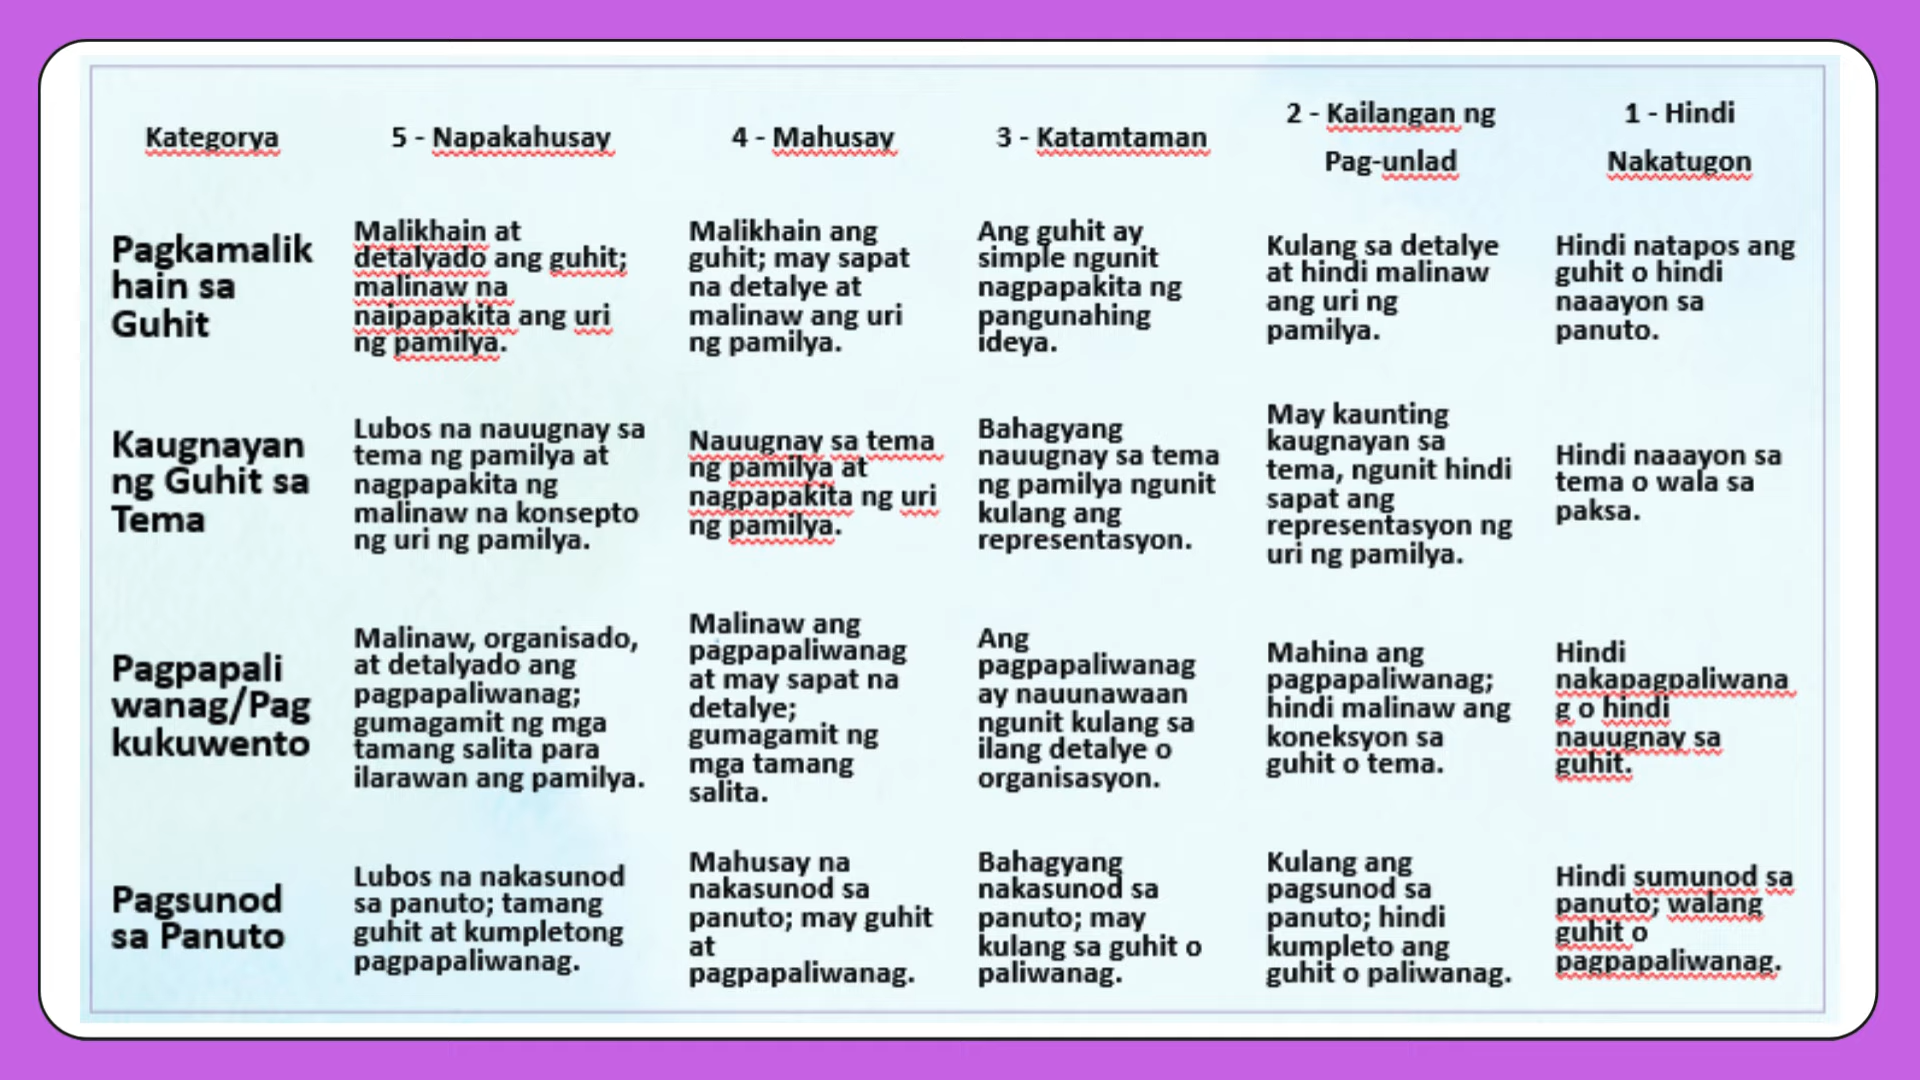 Kategorya
5 - Napakahusay
4 - Mahusay
3 - Katamtaman
2 - Kailangan ng
Pag-unlad
1 - Hindi
Nakatugon
Pagkamalik
hain sa
Guhit
Malikhain at
detalyado ang guhit;
malinaw na
naipapakita ang uri
ng pamilya.
Malikhain ang
guhit; may sapat
na detalye at
malinaw ang uri
ng pamilya.
Ang guhit ay
simple ngunit
nagpapakita ng
pangunahing
ideya.
Kulang sa detalye
at hindi malinaw
ang uri ng
pamilya.
Hindi natapos ang
guhit o hindi
naaayon sa
panuto.
Kaugnayan
ng Guhit sa
Tema
Lubos na nauugnay sa
tema ng pamilya at
nagpapakita ng
malinaw na konsepto
ng uri ng pamilya.
Nauugnay sa tema
ng pamilya at
nagpapakita ng uri
ng pamilya.
Bahagyang
nauugnay sa tema
ng pamilya ngunit
kulang ang
representasyon.
May kaunting
kaugnayan sa
tema, ngunit hindi
sapat ang
representasyon ng
uri ng pamilya.
Hindi naaayon sa
tema o wala sa
paksa.
Pagpapali
wanag/Pag
kukuwento
Malinaw, organisado,
at detalyado ang
pagpapaliwanag;
gumagamit ng mga
tamang salita para
ilarawan ang pamilya.
Malinaw ang
pagpapaliwanag
at may sapat na
detalye;
gumagamit ng
mga tamang
salita.
Ang
pagpapaliwanag
ay nauunawaan
ngunit kulang sa
ilang detalye o
organisasyon.
Mahina ang
pagpapaliwanag;
hindi malinaw ang
koneksyon sa
guhit o tema.
Hindi
nakapagpaliwana
g o hindi
nauugnay sa
guhit.
Pagsunod
sa Panuto
Lubos na nakasunod
sa panuto; tamang
guhit at kumpletong
pagpapaliwanag.
Mahusay na
nakasunod sa
panuto; may guhit
at
pagpapaliwanag.
Bahagyang
nakasunod sa
panuto; may
kulang sa guhit o
paliwanag.
Kulang ang
pagsunod sa
panuto; hindi
kumpleto ang
guhit o paliwanag.
Hindi sumunod sa
panuto; walang
guhit o
pagpapaliwanag.